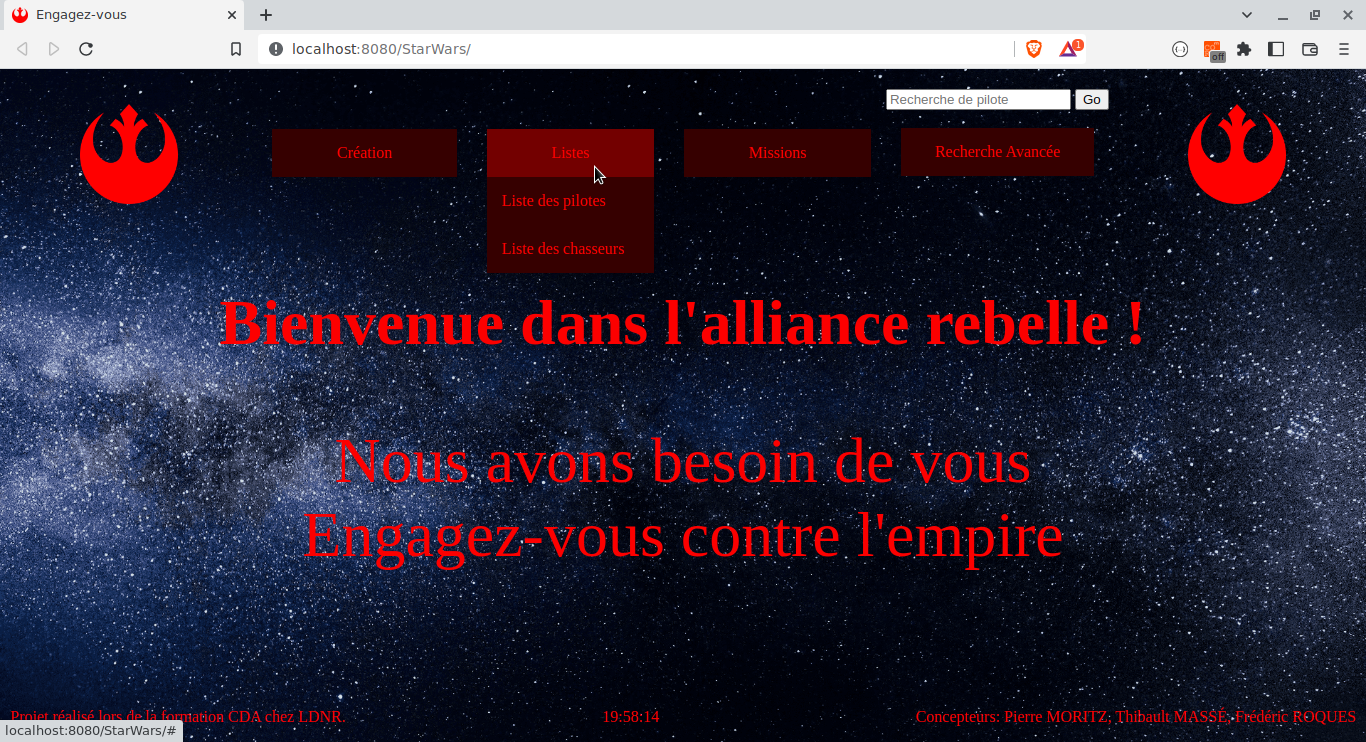 Engagez-vous
localhost:8080/StarWars/
1
off
Recherche de pilote Go
Création Listes Missions Recherche Avancée
Liste des pilotes
Liste des chasseurs
Bienvenue dans l'alliance rebelle !
Nous avons besoin de vous
Engagez-vous contre l'empire
Projet réalisé lors de la formation CDA chez LDNR. 19:58:14 Concepteurs: Pierre MORITZ, Thibault MASSÉ, Frédéric ROQUES
localhost:8080/StarWars/#